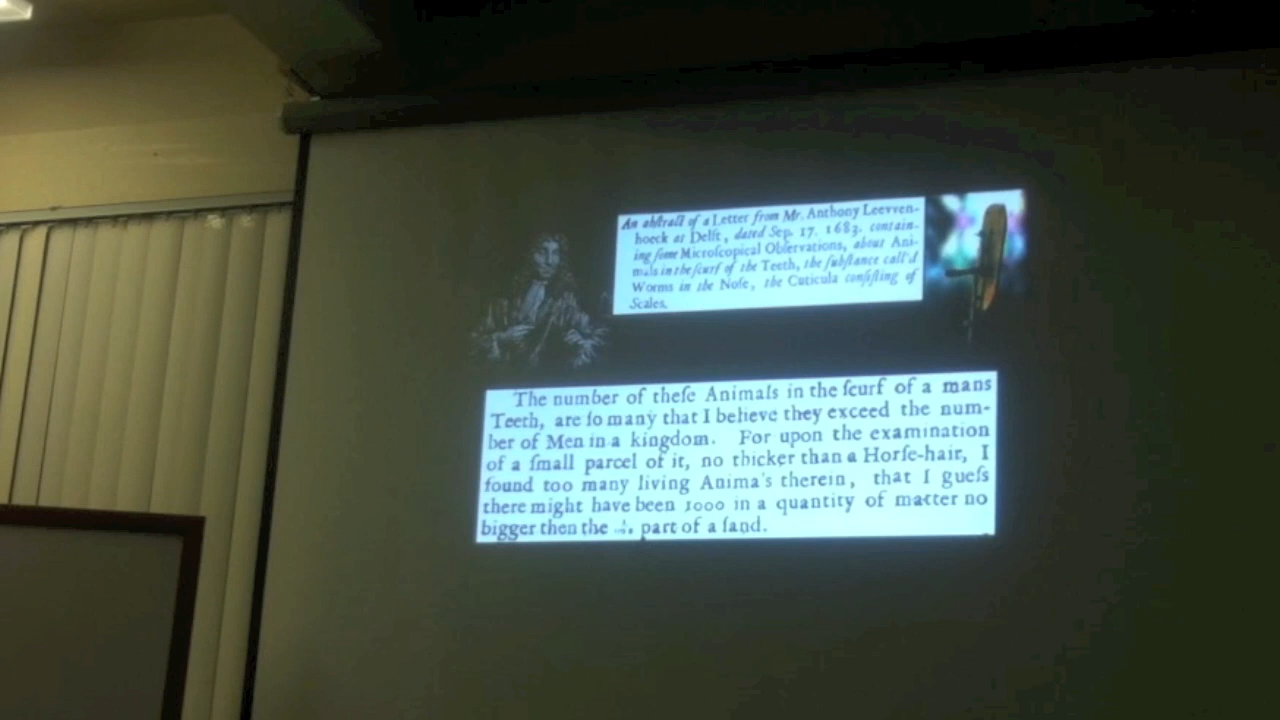 An abſtract of a Letter from Mr. Anthony Leevven-
hoeck at Delft, dated Sep. 17. 1683. contain-
ing ſome Microſcopical Obſervations, about Ani-
mals in the ſcurf of the Teeth, the ſubſtance call'd
Worms in the Noſe, the Cuticula conſiſting of
Scales.
The number of theſe Animals in the ſcurf of a mans
Teeth, are ſo many that I believe they exceed the num-
ber of Men in a kingdom. For upon the examination
of a ſmall parcel of it, no thicker than a Horſe-hair, I
found too many living Anima's therein, that I gueſs
there might have been 1000 in a quantity of matter no
bigger then the part of a ſand.